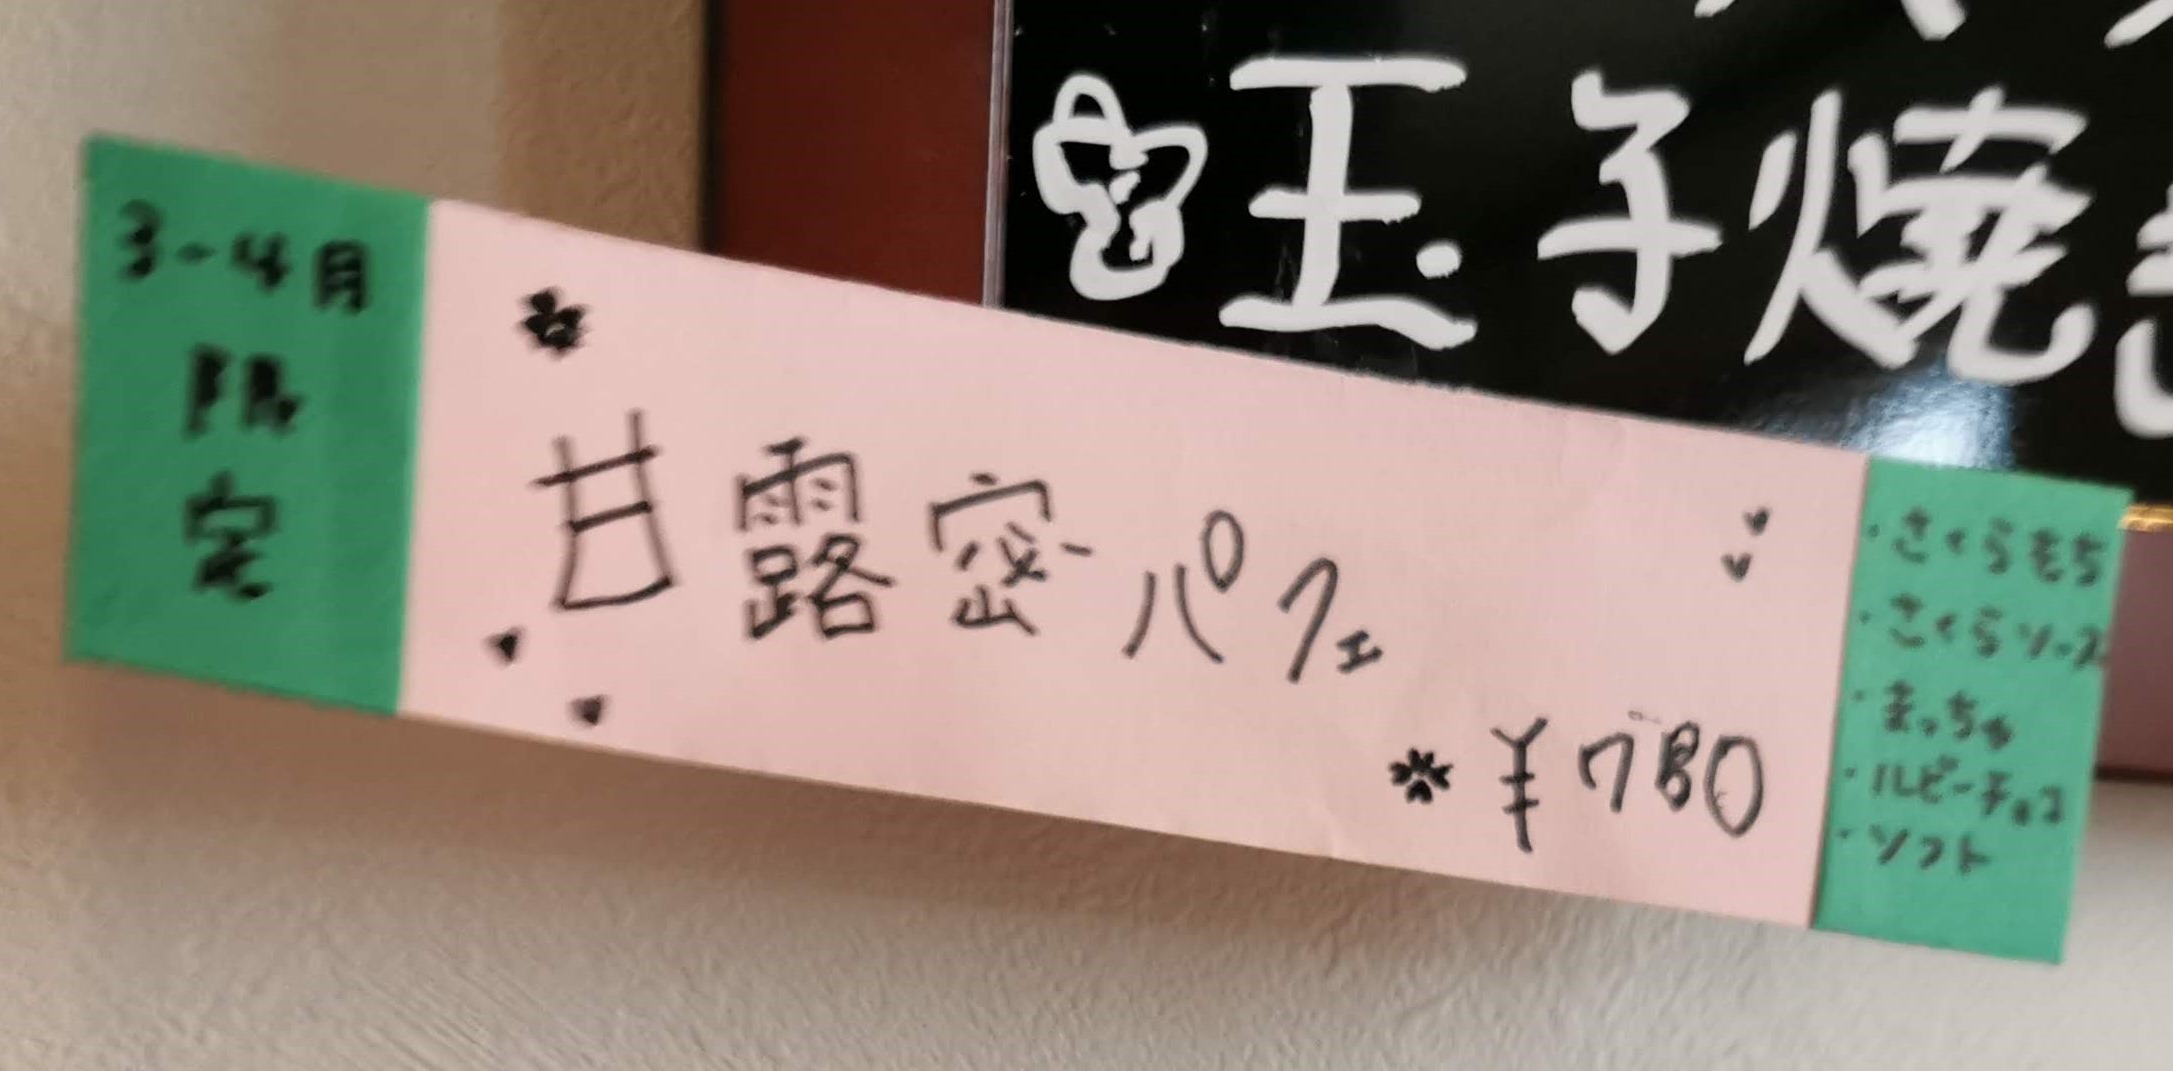 玉子焼き
3-4月
限
定
甘露密パフェ
¥780
・さくらもち
・さくらソース
・まっちゃ
・ルビーチョコ
・ソフト